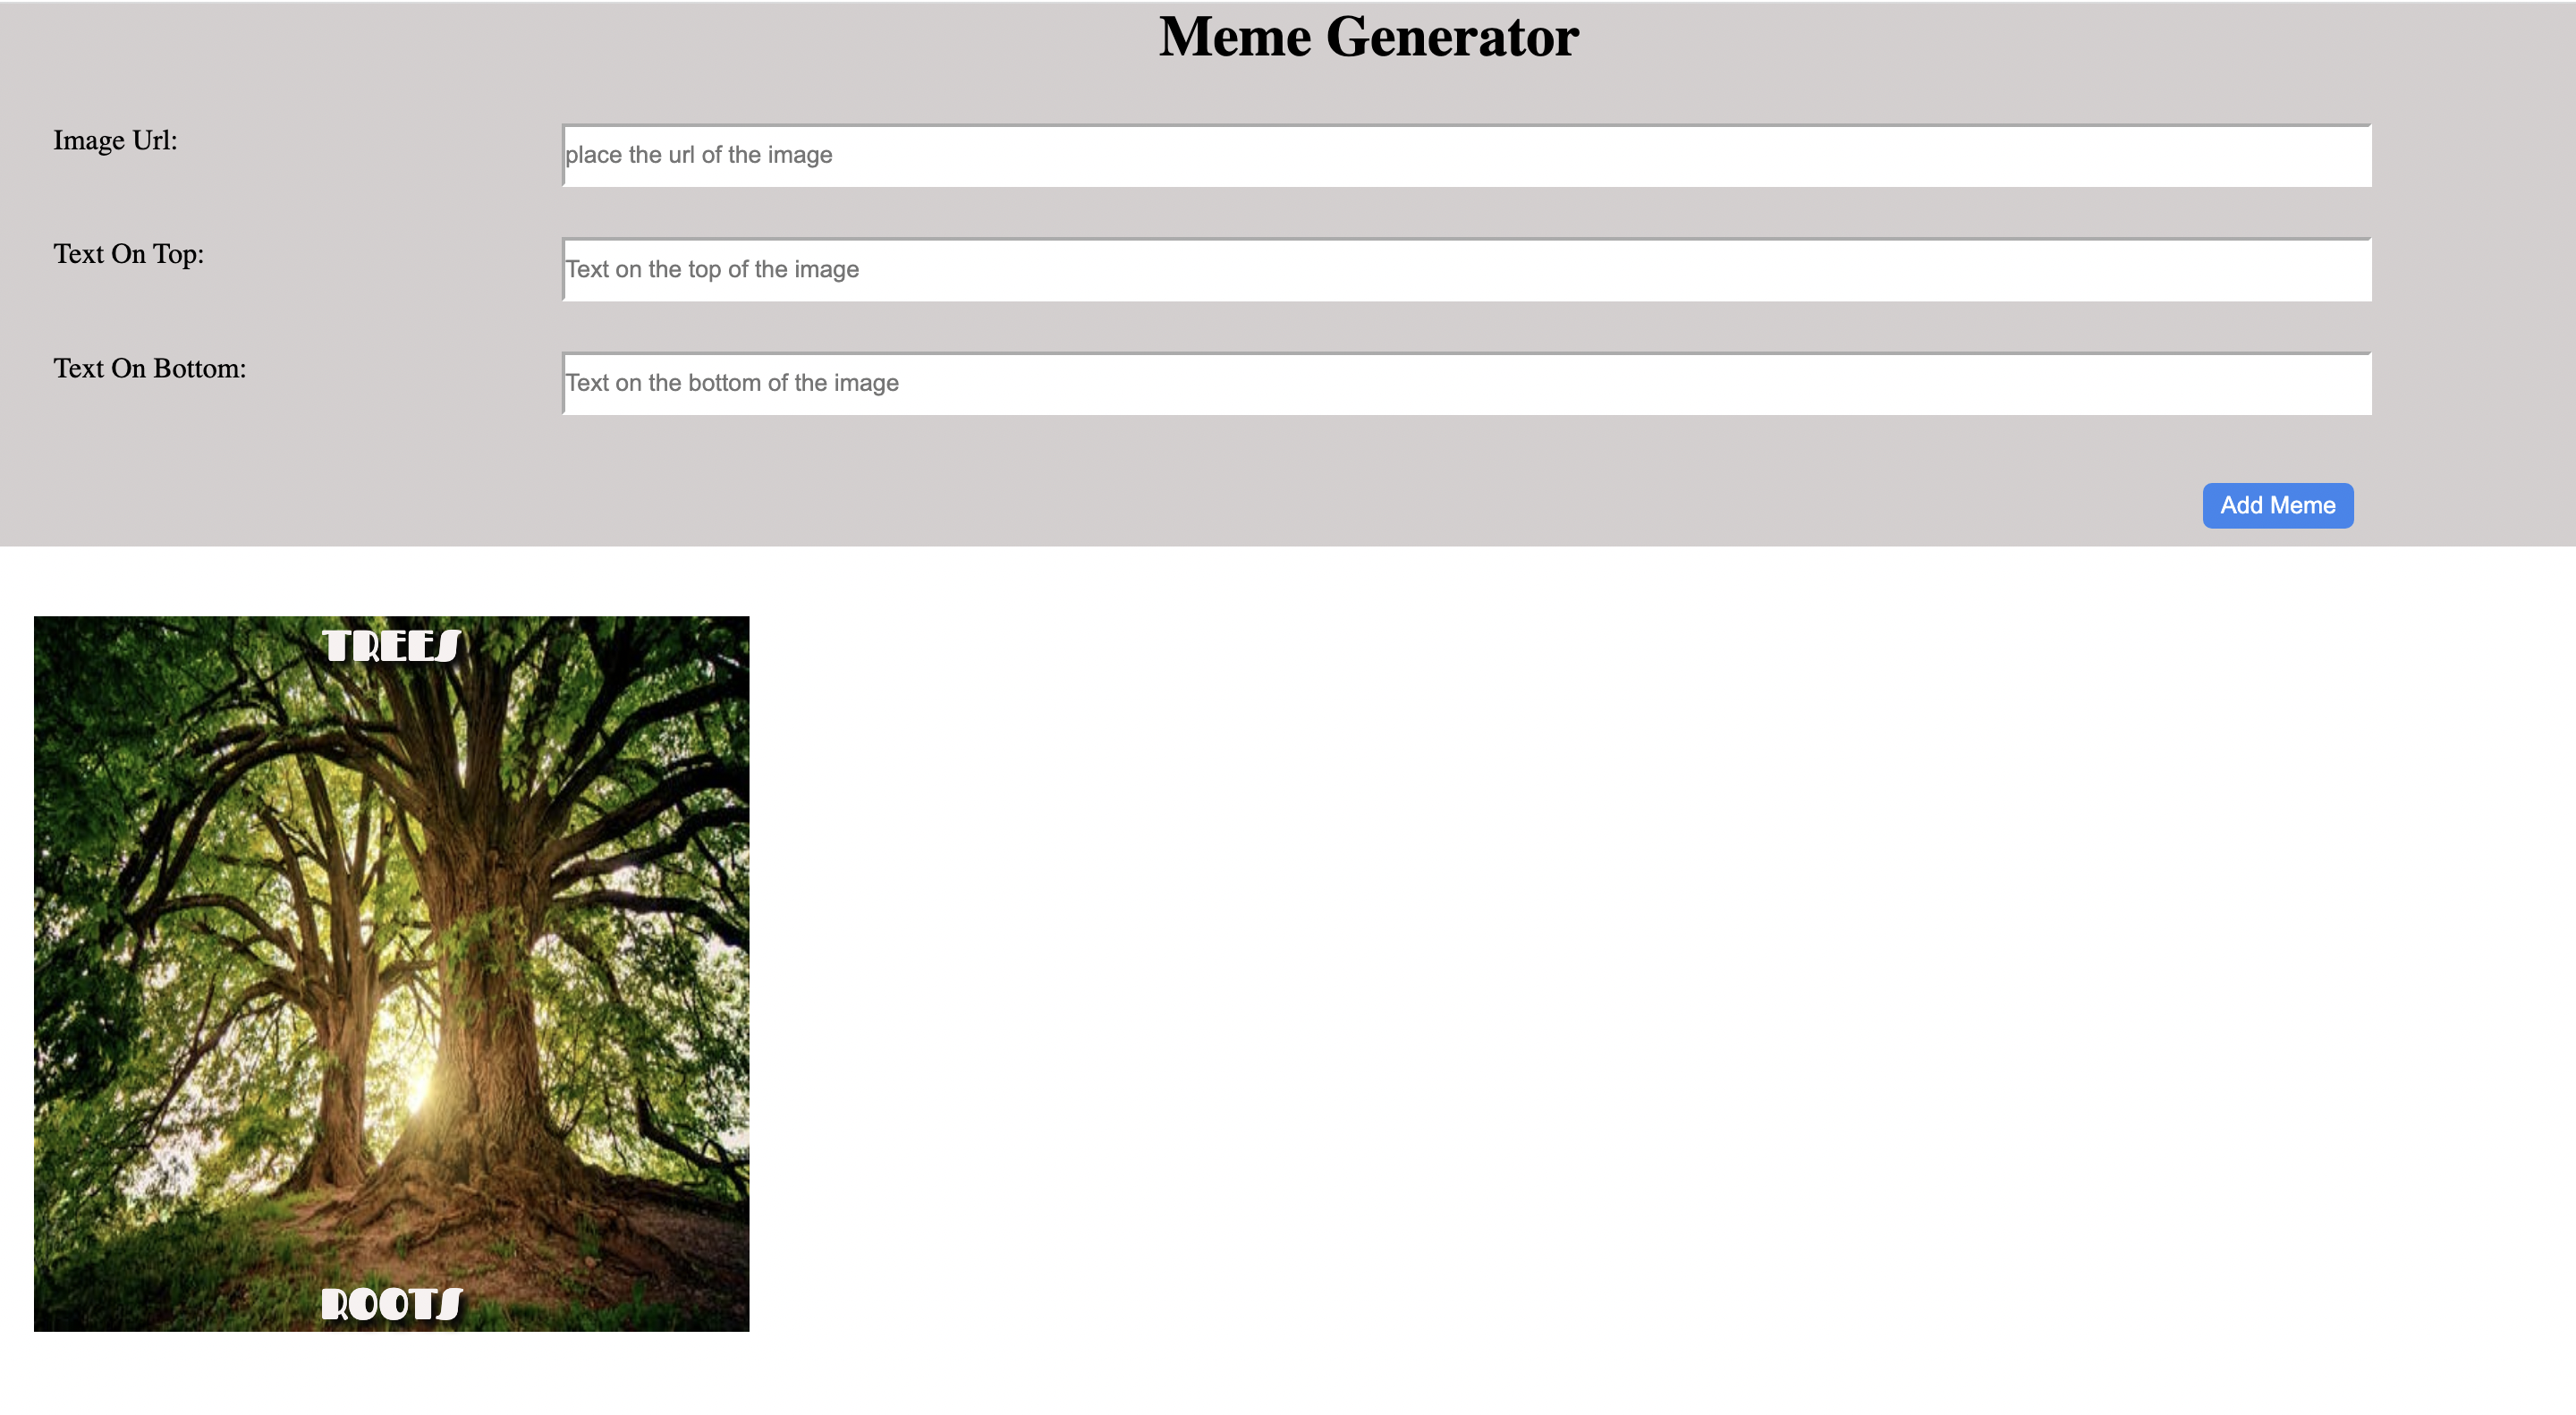 Meme Generator
Image Url:
place the url of the image
Text On Top:
Text on the top of the image
Text On Bottom:
Text on the bottom of the image
Add Meme
TREES
ROOTS